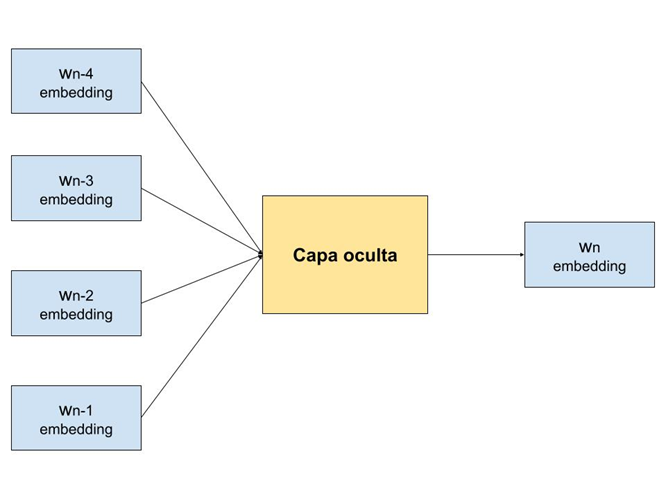 wn-4
embedding
wn-3
embedding
wn-2
embedding
wn-1
embedding
Capa oculta
wn
embedding